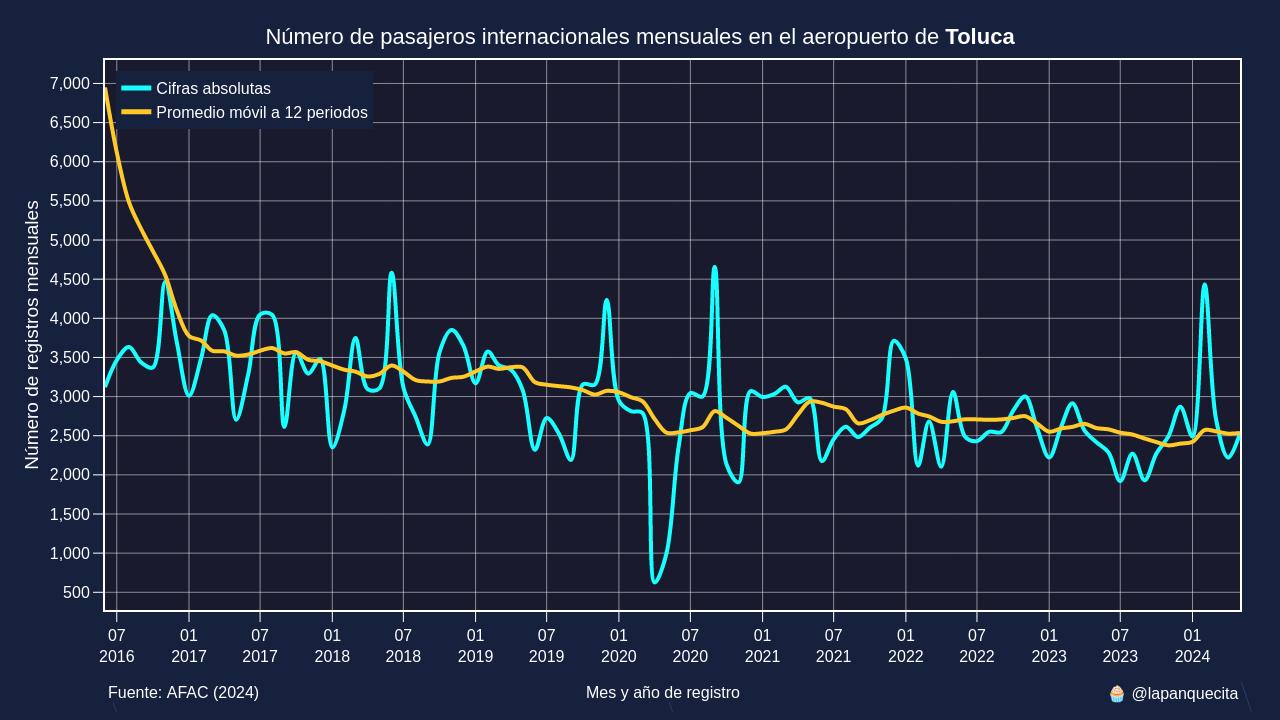 Número de pasajeros internacionales mensuales en el aeropuerto de Toluca
Cifras absolutas
Promedio móvil a 12 periodos
Número de registros mensuales
7,000
6,500
6,000
5,500
5,000
4,500
4,000
3,500
3,000
2,500
2,000
1,500
1,000
500
07 01 07 01 07 01 07 01 07 01 07 01 07 01 07 01
2016 2017 2017 2018 2018 2019 2019 2020 2020 2021 2021 2022 2022 2023 2023 2024
Fuente: AFAC (2024) Mes y año de registro 🧁 @lapanquecita